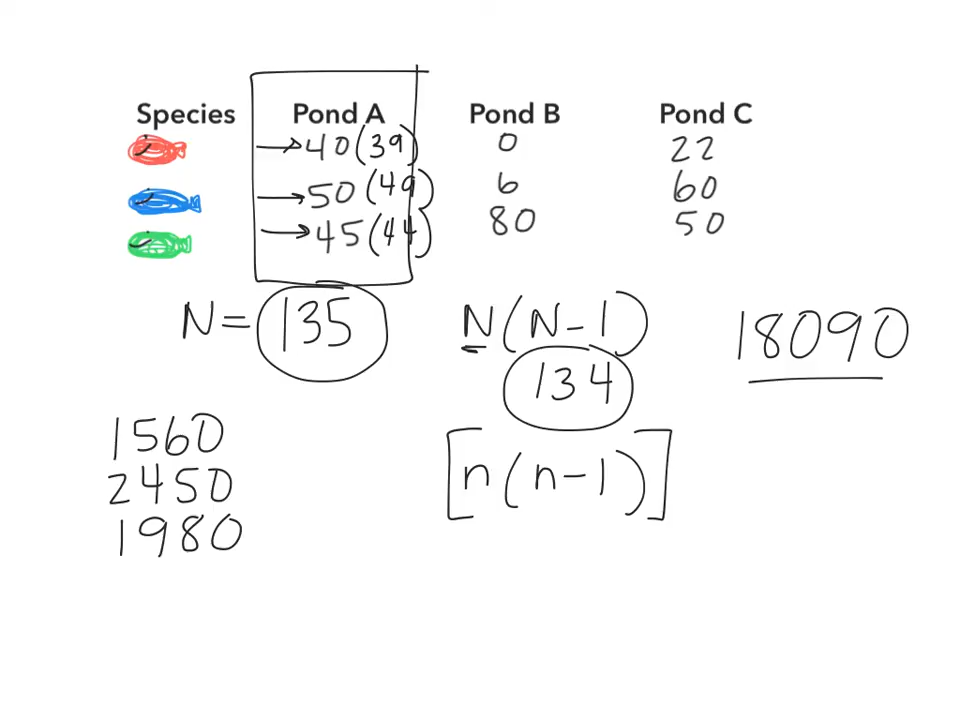 Species Pond A Pond B Pond C
→40(39) 0 22
→50(49) 6 60
→45(44) 80 50
N=135 N(N-1) 18090
134
1560 [n(n-1)]
2450
1980